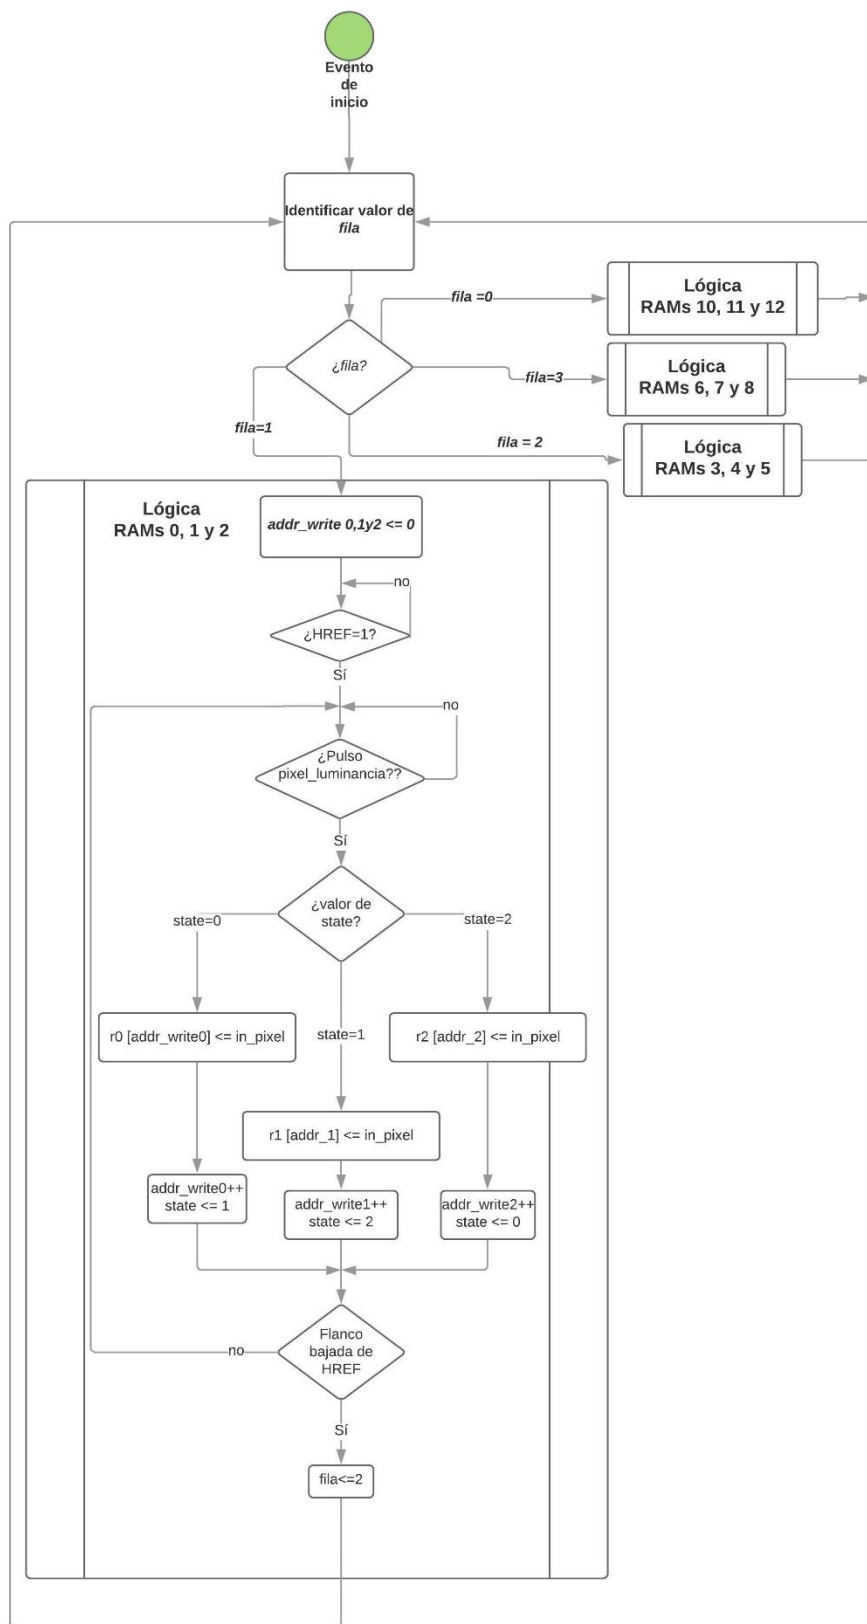 Evento
de
inicio
Identificar valor de
fila
fila =0
Lógica
RAMs 10, 11 y 12
¿fila?
fila=3
Lógica
RAMs 6, 7 y 8
fila=1
fila = 2
Lógica
RAMs 3, 4 y 5
Lógica
RAMs 0, 1 y 2
addr_write 0,1y2 <= 0
no
¿HREF=1?
Sí
no
¿Pulso
pixel_luminancia??
Sí
¿valor de
state?
state=0
state=2
r0 [addr_write0] <= in_pixel
state=1
r2 [addr_2] <= in_pixel
r1 [addr_1] <= in_pixel
addr_write0++
state <= 1
addr_write1++
state <= 2
addr_write2++
state <= 0
Flanco
bajada de
HREF
no
Sí
fila<=2